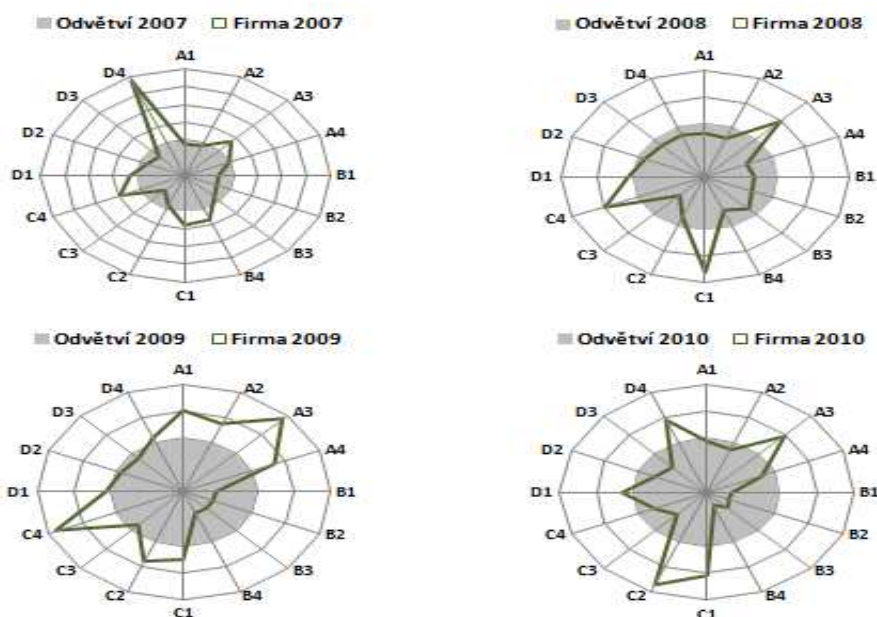 Odvětví 2007 Firma 2007
A1
A2
A3
A4
B1
B2
B3
B4
C1
C2
C3
C4
D1
D2
D3
D4
Odvětví 2008 Firma 2008
A1
A2
A3
A4
B1
B2
B3
B4
C1
C2
C3
C4
D1
D2
D3
D4
Odvětví 2009 Firma 2009
A1
A2
A3
A4
B1
B2
B3
B4
C1
C2
C3
C4
D1
D2
D3
D4
Odvětví 2010 Firma 2010
A1
A2
A3
A4
B1
B2
B3
B4
C1
C2
C3
C4
D1
D2
D3
D4